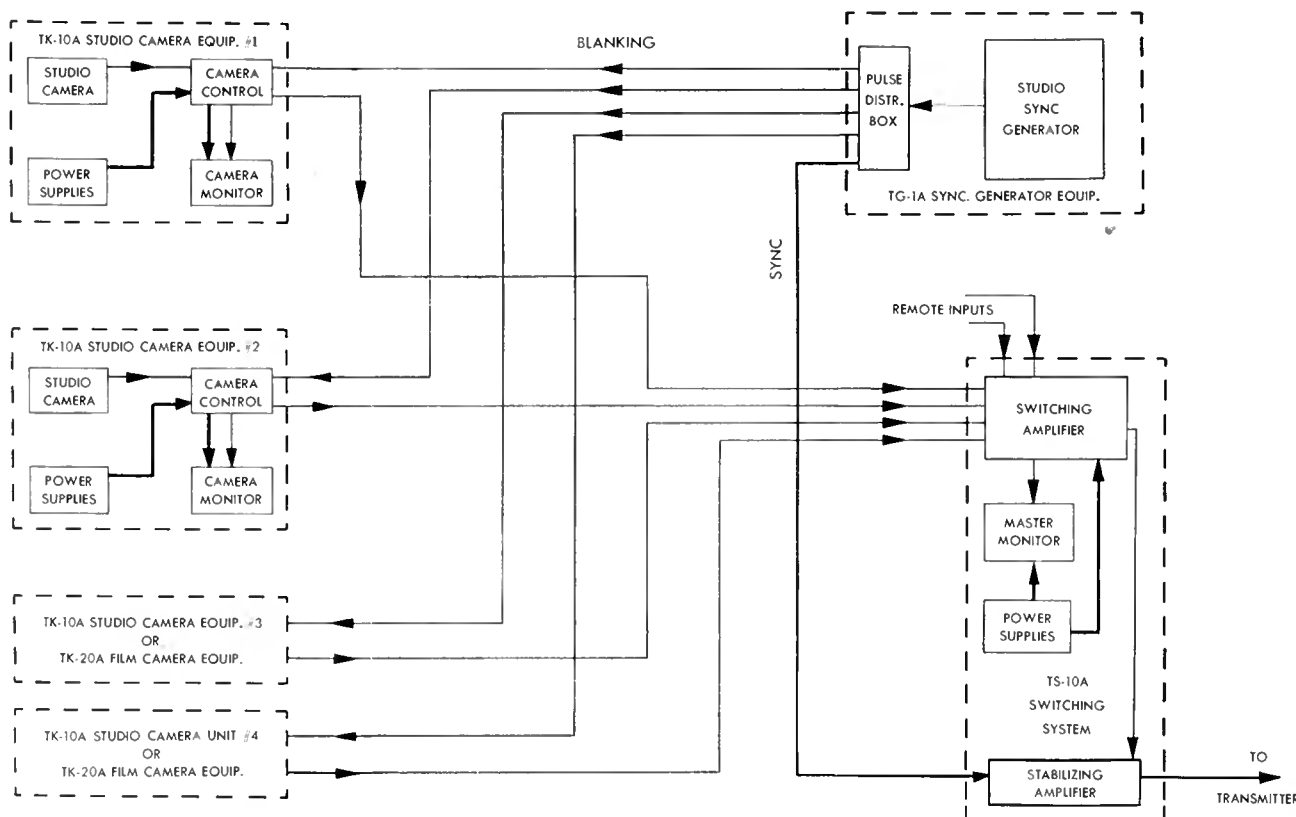 TK-10A STUDIO CAMERA EQUIP. #1
STUDIO
CAMERA
CAMERA
CONTROL
POWER
SUPPLIES
CAMERA
MONITOR
BLANKING
PULSE
DISTR.
BOX
STUDIO
SYNC
GENERATOR
TG-1A SYNC. GENERATOR EQUIP.
SYNC
REMOTE INPUTS
TK-10A STUDIO CAMERA EQUIP. #2
STUDIO
CAMERA
CAMERA
CONTROL
POWER
SUPPLIES
CAMERA
MONITOR
SWITCHING
AMPLIFIER
MASTER
MONITOR
POWER
SUPPLIES
TS-10A
SWITCHING
SYSTEM
STABILIZING
AMPLIFIER
TO
TRANSMITTER
TK-10A STUDIO CAMERA EQUIP. #3
OR
TK-20A FILM CAMERA EQUIP.
TK-10A STUDIO CAMERA UNIT #4
OR
TK-20A FILM CAMERA EQUIP.